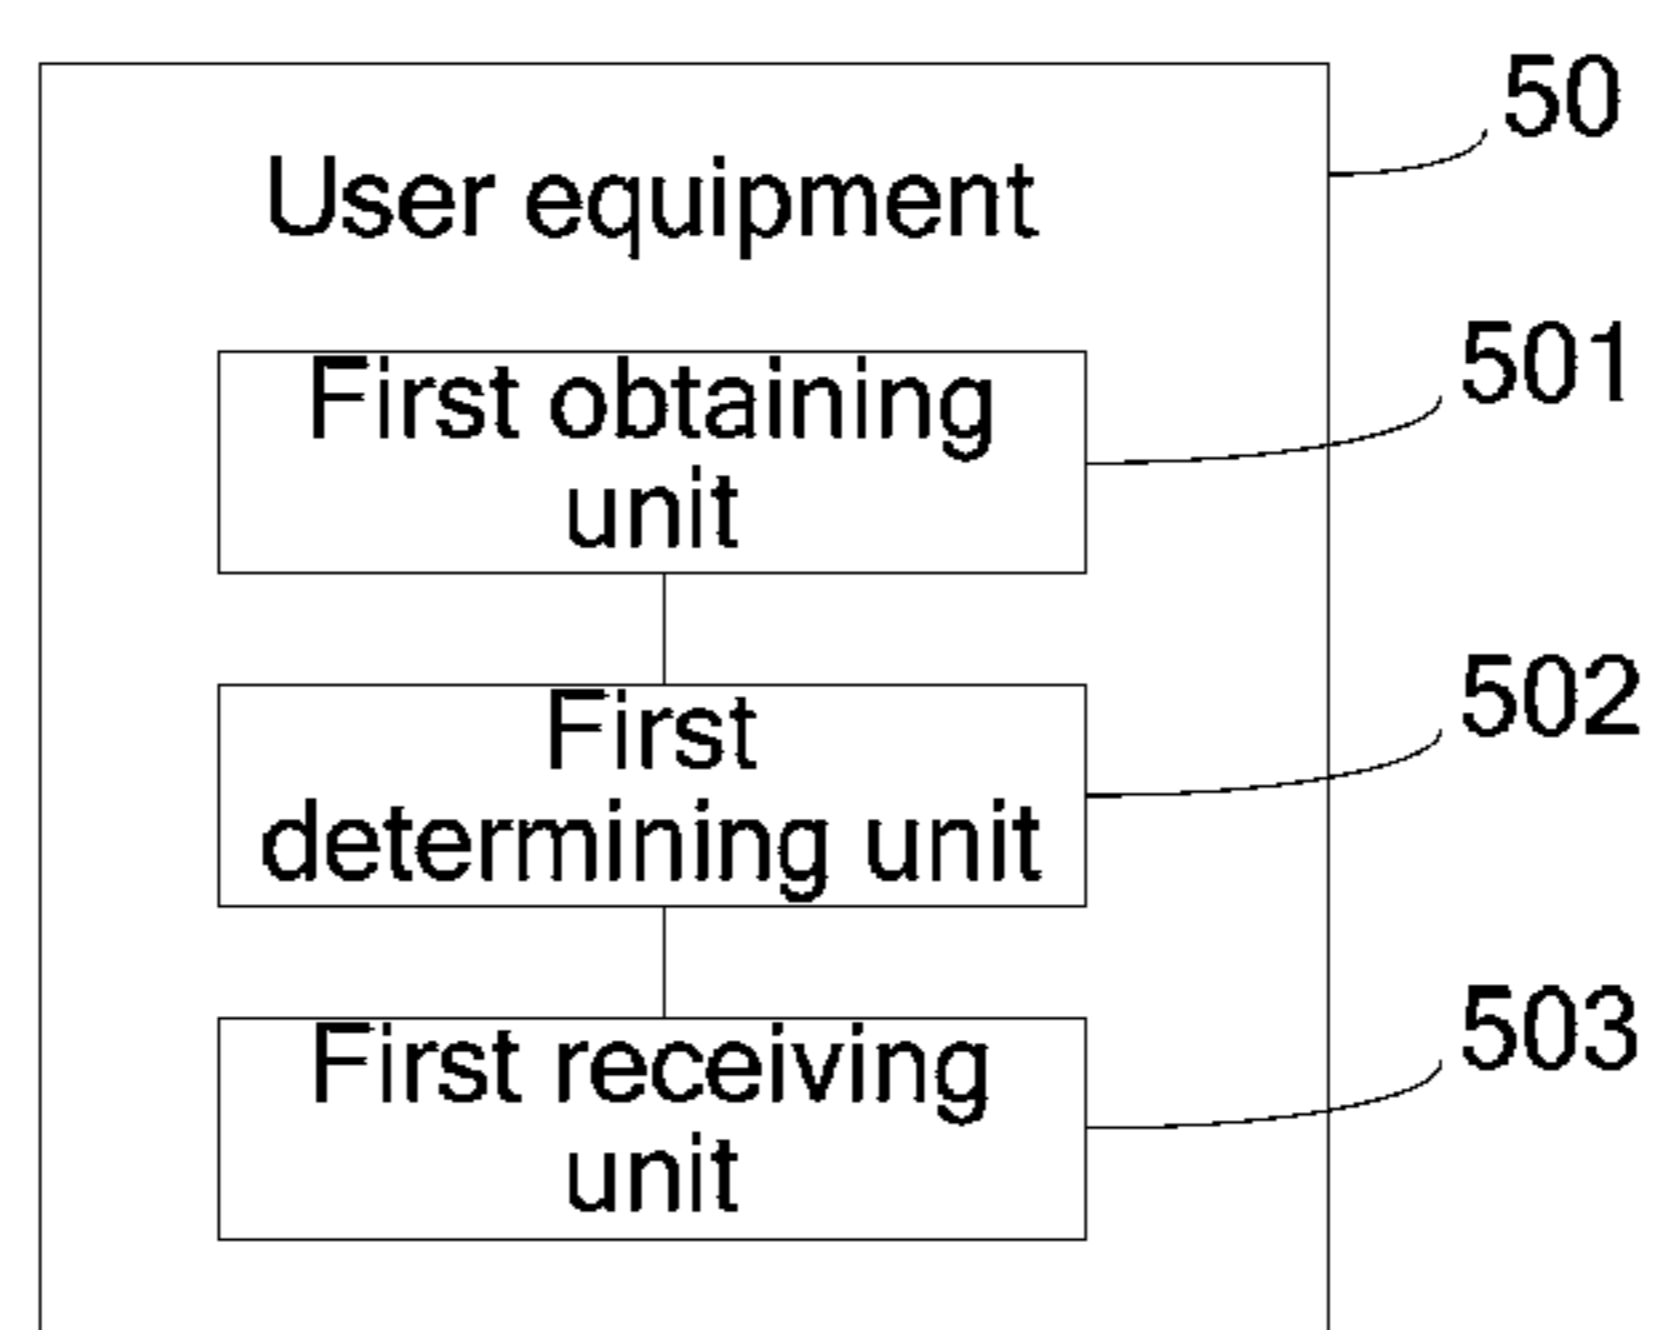 50
User equipment
501
First obtaining
unit
502
First
determining unit
503
First receiving
unit